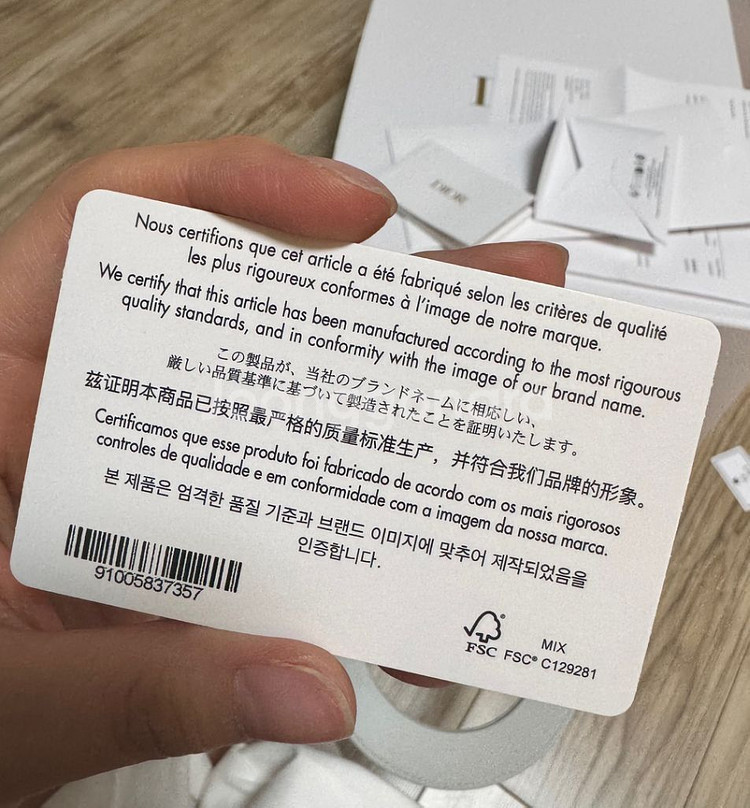 DIOR
Nous certifions que cet article a été fabriqué selon les critères de qualité
les plus rigoureux conformes à l'image de notre marque.
We certify that this article has been manufactured according to the most rigourous
quality standards, and in conformity with the image of our brand name.
この製品が、当社のブランドネームに相応しい、
厳しい品質基準に基づいて製造されたことを証明いたします。
兹证明本商品已按照最严格的质量标准生产，并符合我们品牌的形象。
Certificamos que esse produto foi fabricado de acordo com os mais rigorosos
controles de qualidade e em conformidade com a imagem da nossa marca.
본 제품은 엄격한 품질 기준과 브랜드 이미지에 맞추어 제작되었음을
인증합니다.
91005837357
FSC®
MIX
FSC® C129281